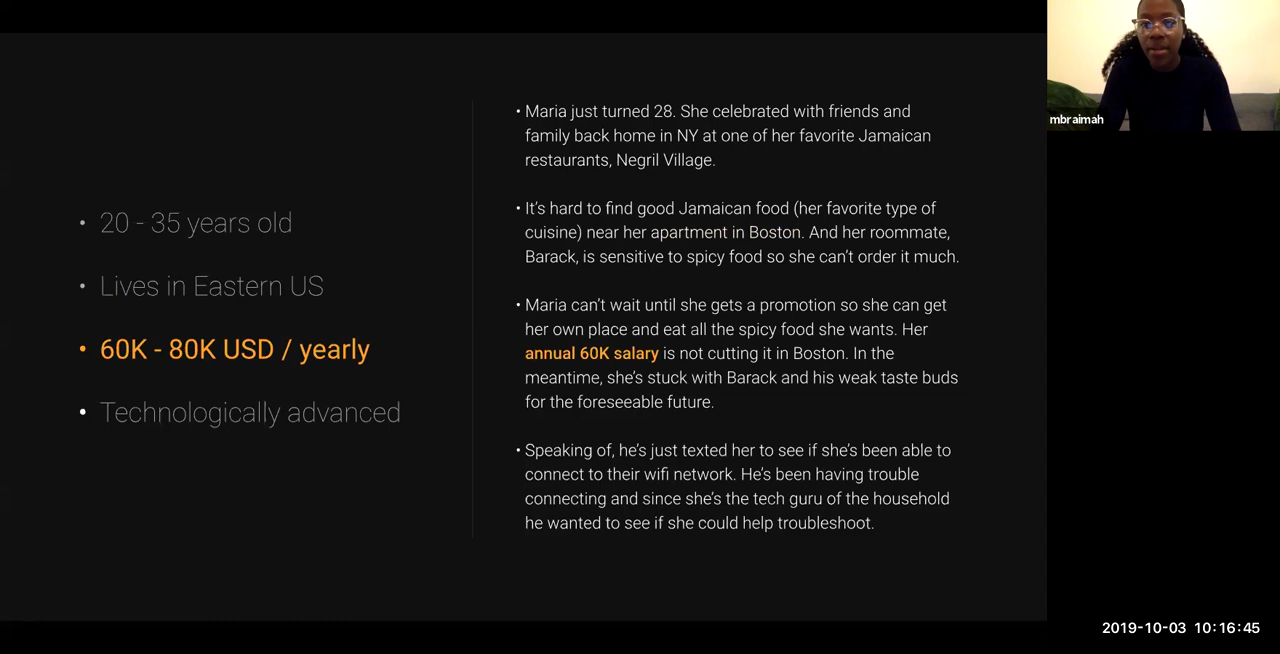 • 20 - 35 years old
• Lives in Eastern US
• 60K - 80K USD / yearly
• Technologically advanced
• Maria just turned 28. She celebrated with friends and
family back home in NY at one of her favorite Jamaican
restaurants, Negril Village.
• It’s hard to find good Jamaican food (her favorite type of
cuisine) near her apartment in Boston. And her roommate,
Barack, is sensitive to spicy food so she can’t order it much.
• Maria can’t wait until she gets a promotion so she can get
her own place and eat all the spicy food she wants. Her
annual 60K salary is not cutting it in Boston. In the
meantime, she’s stuck with Barack and his weak taste buds
for the foreseeable future.
• Speaking of, he’s just texted her to see if she’s been able to
connect to their wifi network. He’s been having trouble
connecting and since she’s the tech guru of the household
he wanted to see if she could help troubleshoot.
mbraimah
2019-10-03 10:16:45